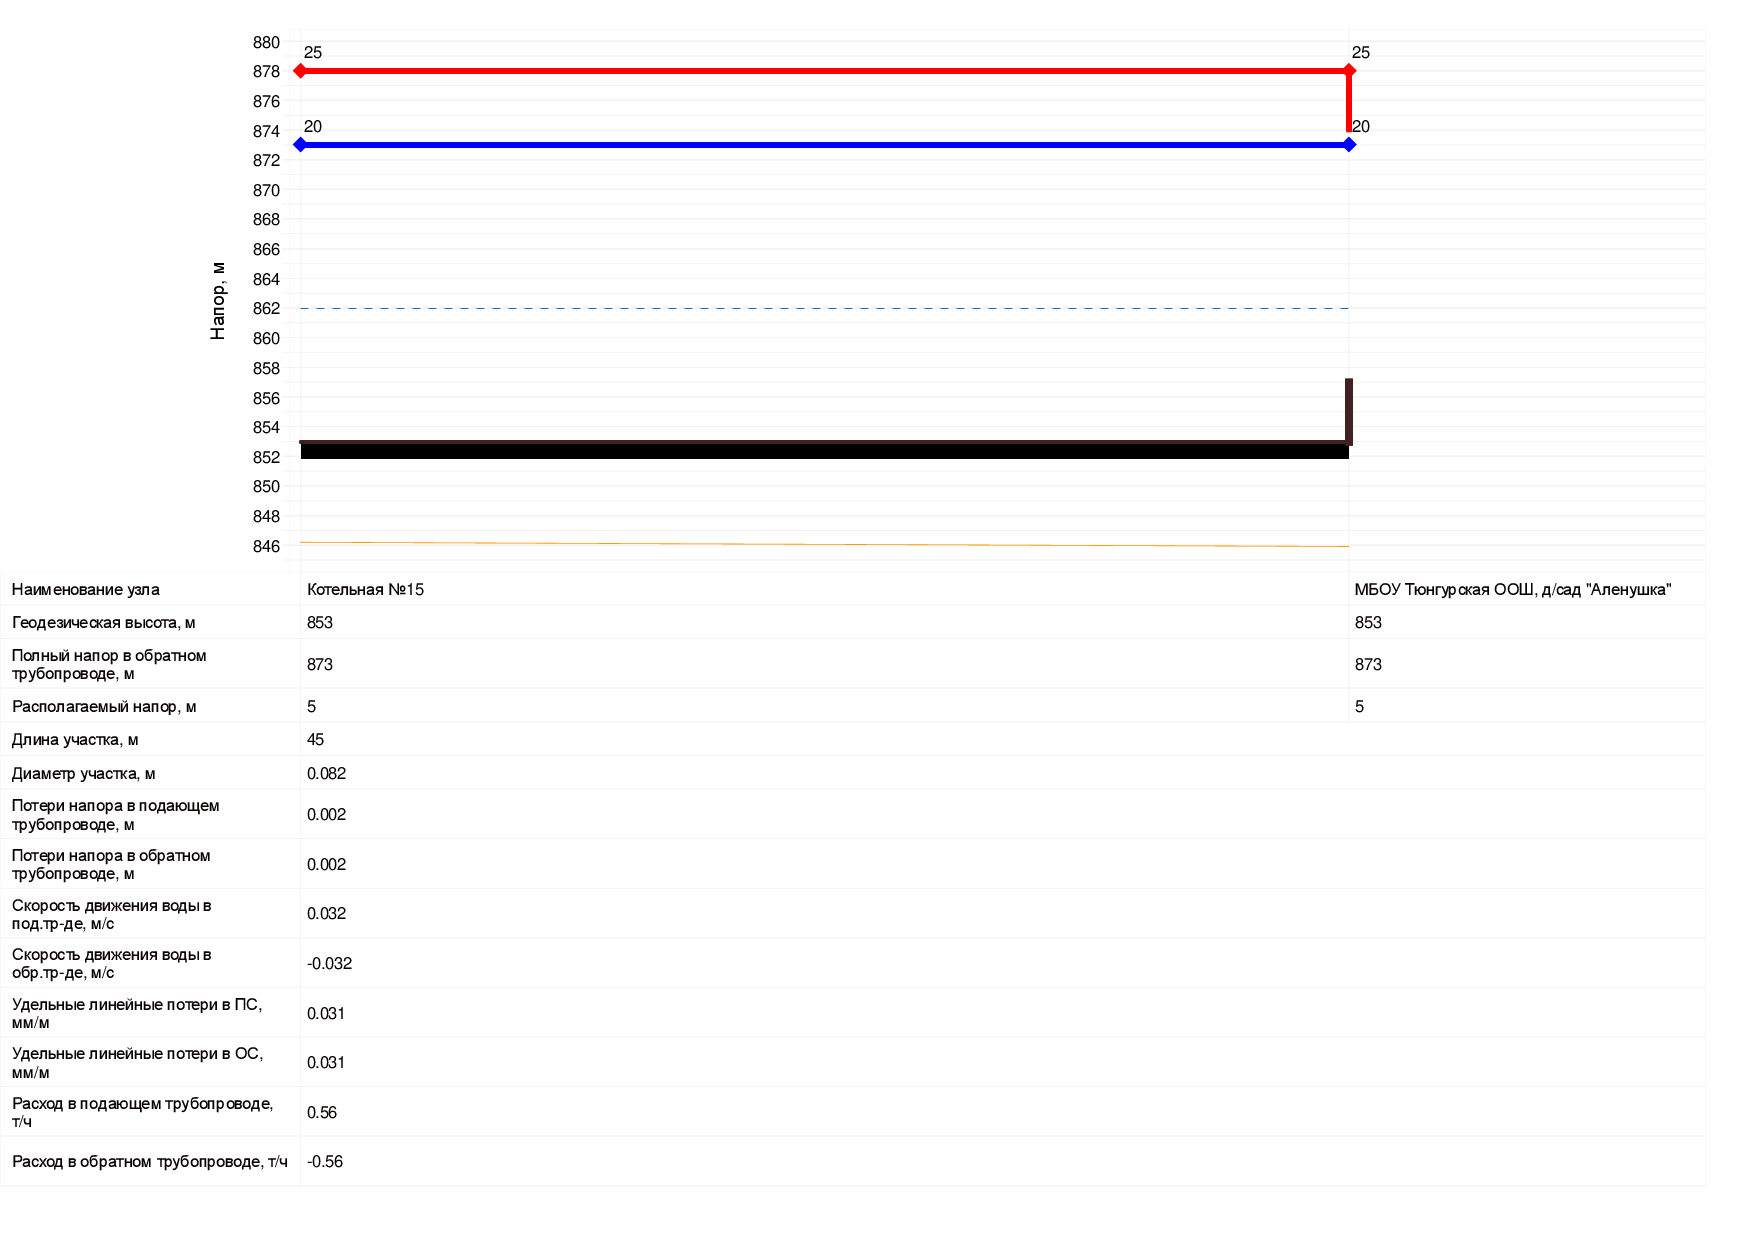 880
25
25
878
876
874
20
20
872
870
868
866
864
862
860
858
856
854
852
850
848
846
Напор, м
Наименование узла Котельная №15 МБОУ Тюнгурская ООШ, д/сад "Аленушка"
Геодезическая высота, м 853 853
Полный напор в обратном
трубопроводе, м 873 873
Располагаемый напор, м 5 5
Длина участка, м 45
Диаметр участка, м 0.082
Потери напора в подающем
трубопроводе, м 0.002
Потери напора в обратном
трубопроводе, м 0.002
Скорость движения воды в
под.тр-де, м/с 0.032
Скорость движения воды в
обр.тр-де, м/с -0.032
Удельные линейные потери в ПС,
мм/м 0.031
Удельные линейные потери в ОС,
мм/м 0.031
Расход в подающем трубопроводе,
т/ч 0.56
Расход в обратном трубопроводе, т/ч -0.56